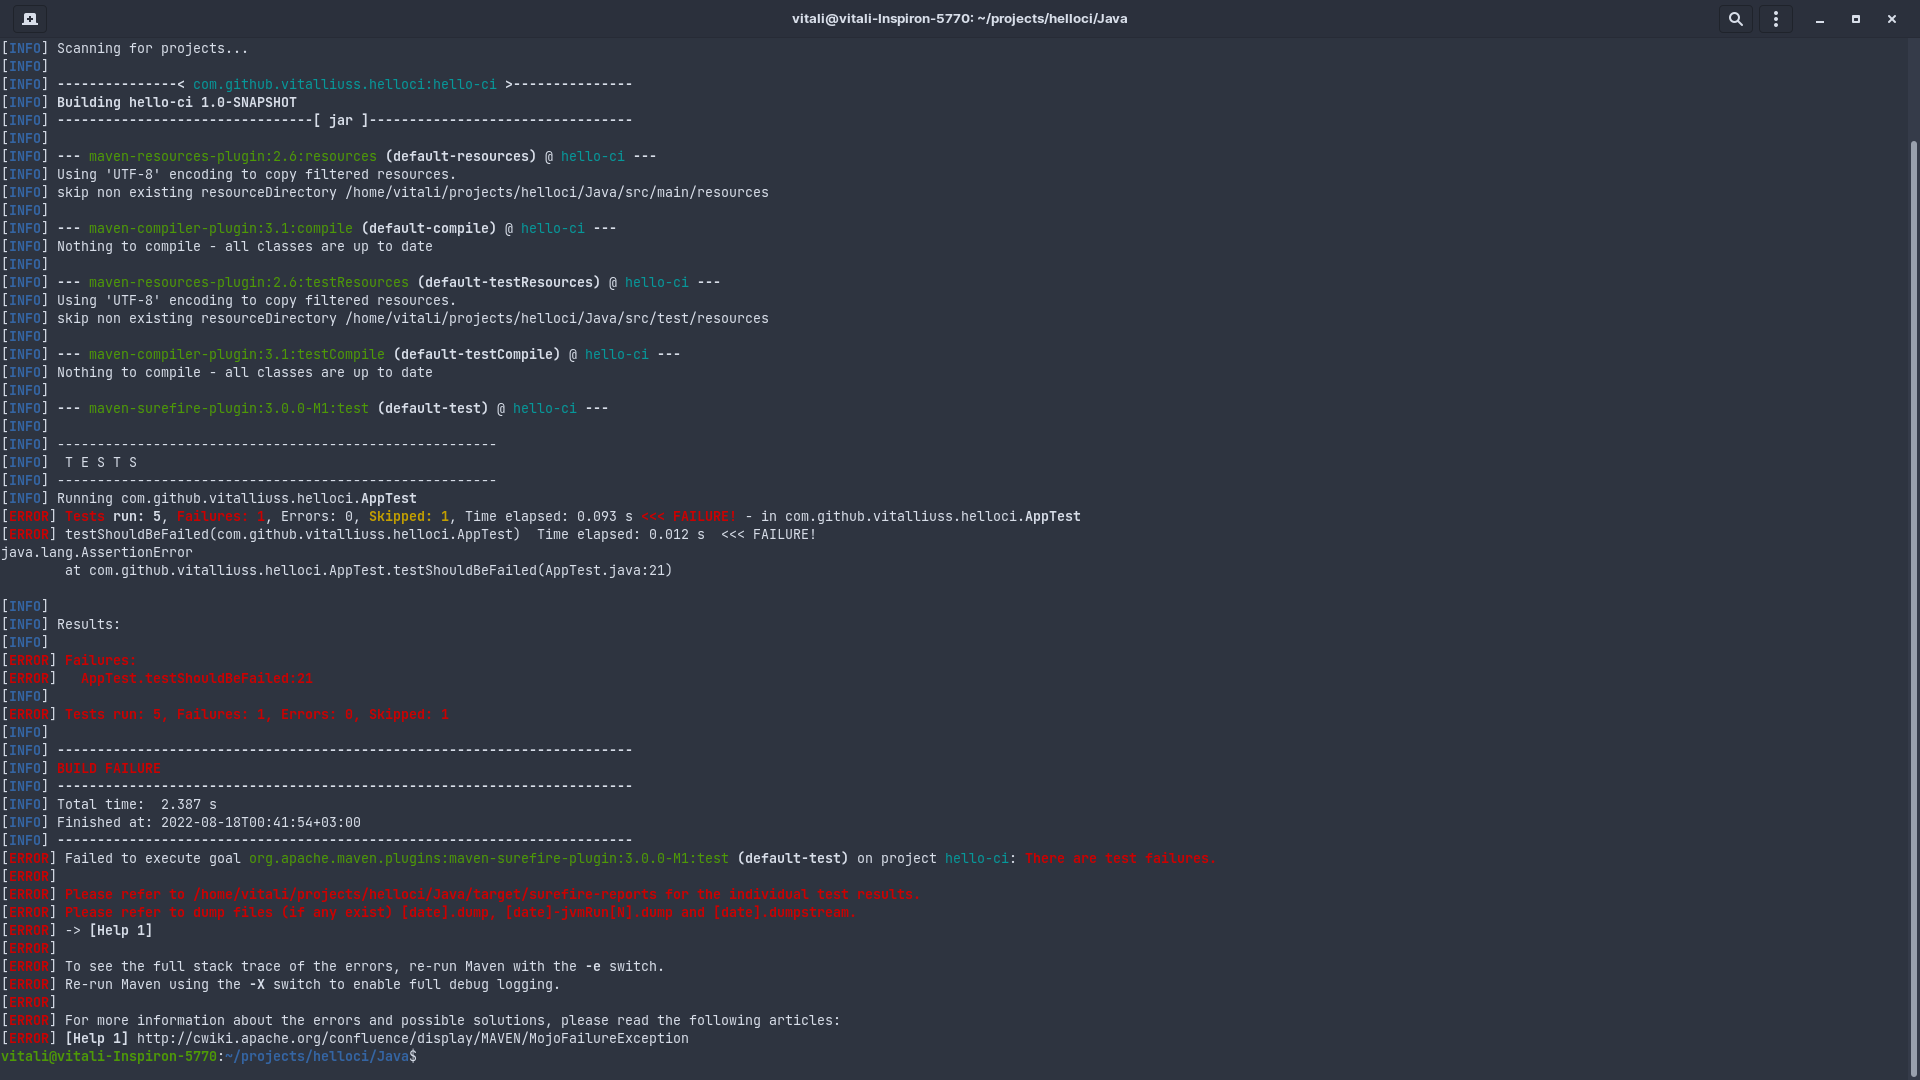 vitali@vitali-Inspiron-5770: ~/projects/helloci/Java
[INFO] Scanning for projects...
[INFO]
[INFO] ---------------< com.github.vitalliuss.helloci:hello-ci >---------------
[INFO] Building hello-ci 1.0-SNAPSHOT
[INFO] --------------------------------[ jar ]---------------------------------
[INFO]
[INFO] --- maven-resources-plugin:2.6:resources (default-resources) @ hello-ci ---
[INFO] Using 'UTF-8' encoding to copy filtered resources.
[INFO] skip non existing resourceDirectory /home/vitali/projects/helloci/Java/src/main/resources
[INFO]
[INFO] --- maven-compiler-plugin:3.1:compile (default-compile) @ hello-ci ---
[INFO] Nothing to compile - all classes are up to date
[INFO]
[INFO] --- maven-resources-plugin:2.6:testResources (default-testResources) @ hello-ci ---
[INFO] Using 'UTF-8' encoding to copy filtered resources.
[INFO] skip non existing resourceDirectory /home/vitali/projects/helloci/Java/src/test/resources
[INFO]
[INFO] --- maven-compiler-plugin:3.1:testCompile (default-testCompile) @ hello-ci ---
[INFO] Nothing to compile - all classes are up to date
[INFO]
[INFO] --- maven-surefire-plugin:3.0.0-M1:test (default-test) @ hello-ci ---
[INFO]
[INFO] -------------------------------------------------------
[INFO]  T E S T S
[INFO] -------------------------------------------------------
[INFO] Running com.github.vitalliuss.helloci.AppTest
[ERROR] Tests run: 5, Failures: 1, Errors: 0, Skipped: 1, Time elapsed: 0.093 s <<< FAILURE! - in com.github.vitalliuss.helloci.AppTest
[ERROR] testShouldBeFailed(com.github.vitalliuss.helloci.AppTest)  Time elapsed: 0.012 s  <<< FAILURE!
java.lang.AssertionError
        at com.github.vitalliuss.helloci.AppTest.testShouldBeFailed(AppTest.java:21)
[INFO]
[INFO] Results:
[INFO]
[ERROR] Failures:
[ERROR]   AppTest.testShouldBeFailed:21
[INFO]
[ERROR] Tests run: 5, Failures: 1, Errors: 0, Skipped: 1
[INFO]
[INFO] ------------------------------------------------------------------------
[INFO] BUILD FAILURE
[INFO] ------------------------------------------------------------------------
[INFO] Total time:  2.387 s
[INFO] Finished at: 2022-08-18T00:41:54+03:00
[INFO] ------------------------------------------------------------------------
[ERROR] Failed to execute goal org.apache.maven.plugins:maven-surefire-plugin:3.0.0-M1:test (default-test) on project hello-ci: There are test failures.
[ERROR]
[ERROR] Please refer to /home/vitali/projects/helloci/Java/target/surefire-reports for the individual test results.
[ERROR] Please refer to dump files (if any exist) [date].dump, [date]-jvmRun[N].dump and [date].dumpstream.
[ERROR] -> [Help 1]
[ERROR]
[ERROR] To see the full stack trace of the errors, re-run Maven with the -e switch.
[ERROR] Re-run Maven using the -X switch to enable full debug logging.
[ERROR]
[ERROR] For more information about the errors and possible solutions, please read the following articles:
[ERROR] [Help 1] http://cwiki.apache.org/confluence/display/MAVEN/MojoFailureException
vitali@vitali-Inspiron-5770:~/projects/helloci/Java$